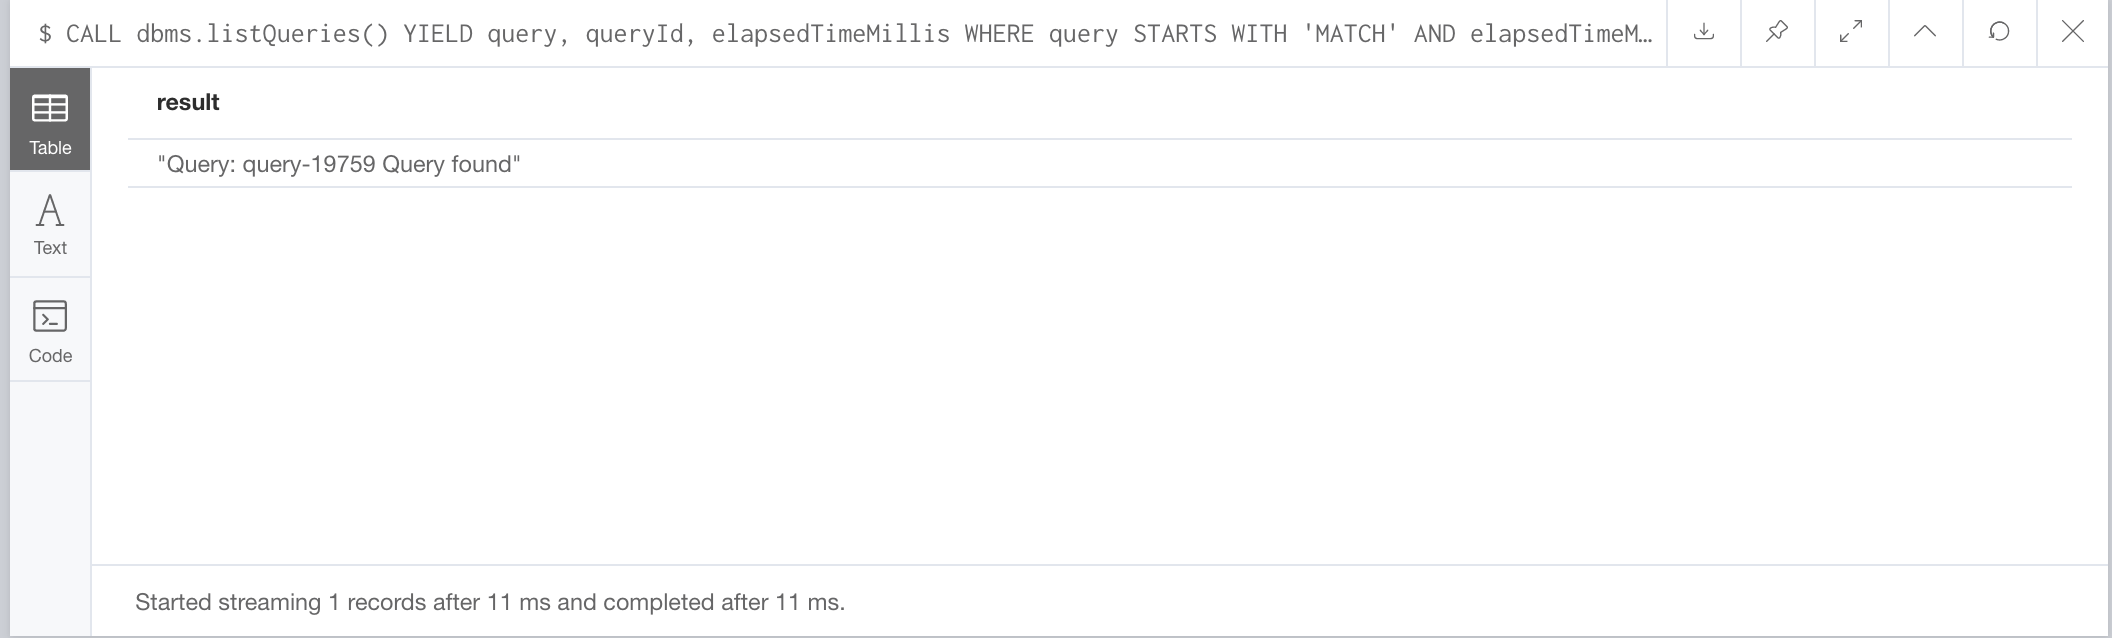 $ CALL dbms.listQueries() YIELD query, queryId, elapsedTimeMillis WHERE query STARTS WITH 'MATCH' AND elapsedTimeM…
result
Table
"Query: query-19759 Query found"
Text
Code
Started streaming 1 records after 11 ms and completed after 11 ms.